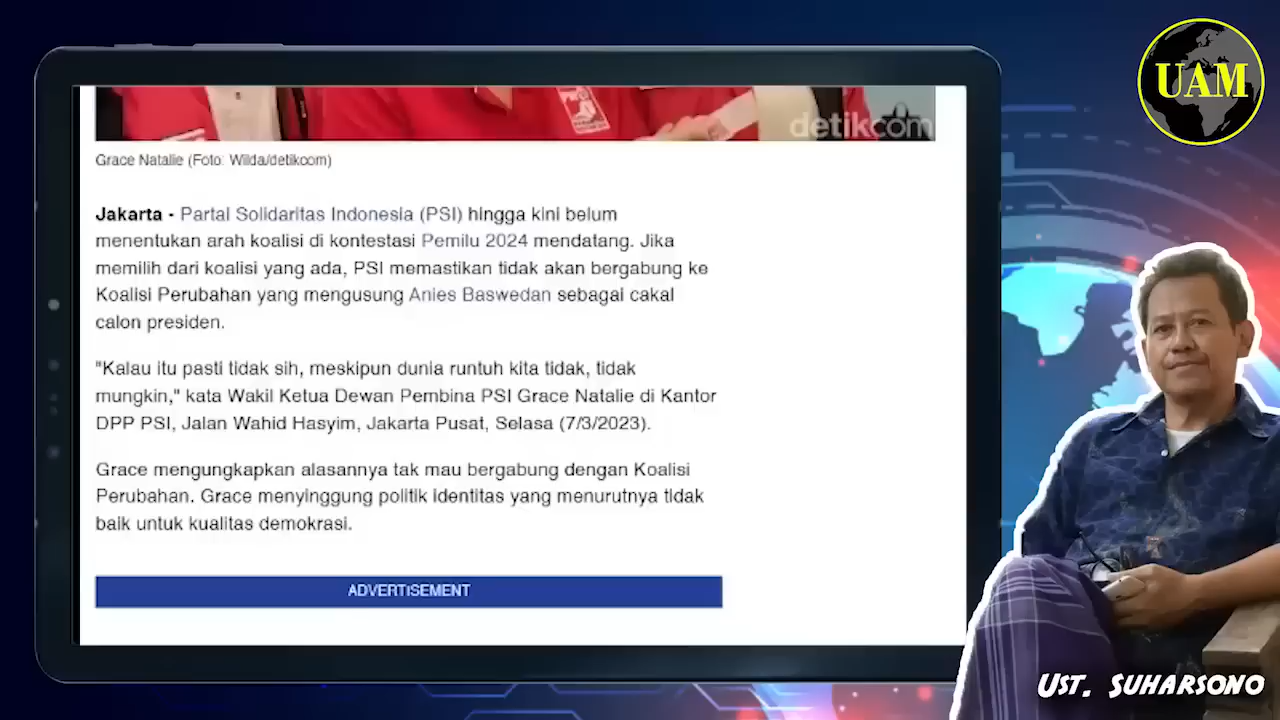 UAM
detikcom
Grace Natalie (Foto: Wilda/detikcom)
Jakarta - Partai Solidaritas Indonesia (PSI) hingga kini belum
menentukan arah koalisi di kontestasi Pemilu 2024 mendatang. Jika
memilih dari koalisi yang ada, PSI memastikan tidak akan bergabung ke
Koalisi Perubahan yang mengusung Anies Baswedan sebagai cakal
calon presiden.
"Kalau itu pasti tidak sih, meskipun dunia runtuh kita tidak, tidak
mungkin," kata Wakil Ketua Dewan Pembina PSI Grace Natalie di Kantor
DPP PSI, Jalan Wahid Hasyim, Jakarta Pusat, Selasa (7/3/2023).
Grace mengungkapkan alasannya tak mau bergabung dengan Koalisi
Perubahan. Grace menyinggung politik identitas yang menurutnya tidak
baik untuk kualitas demokrasi.
ADVERTISEMENT
UST. SUHARSONO